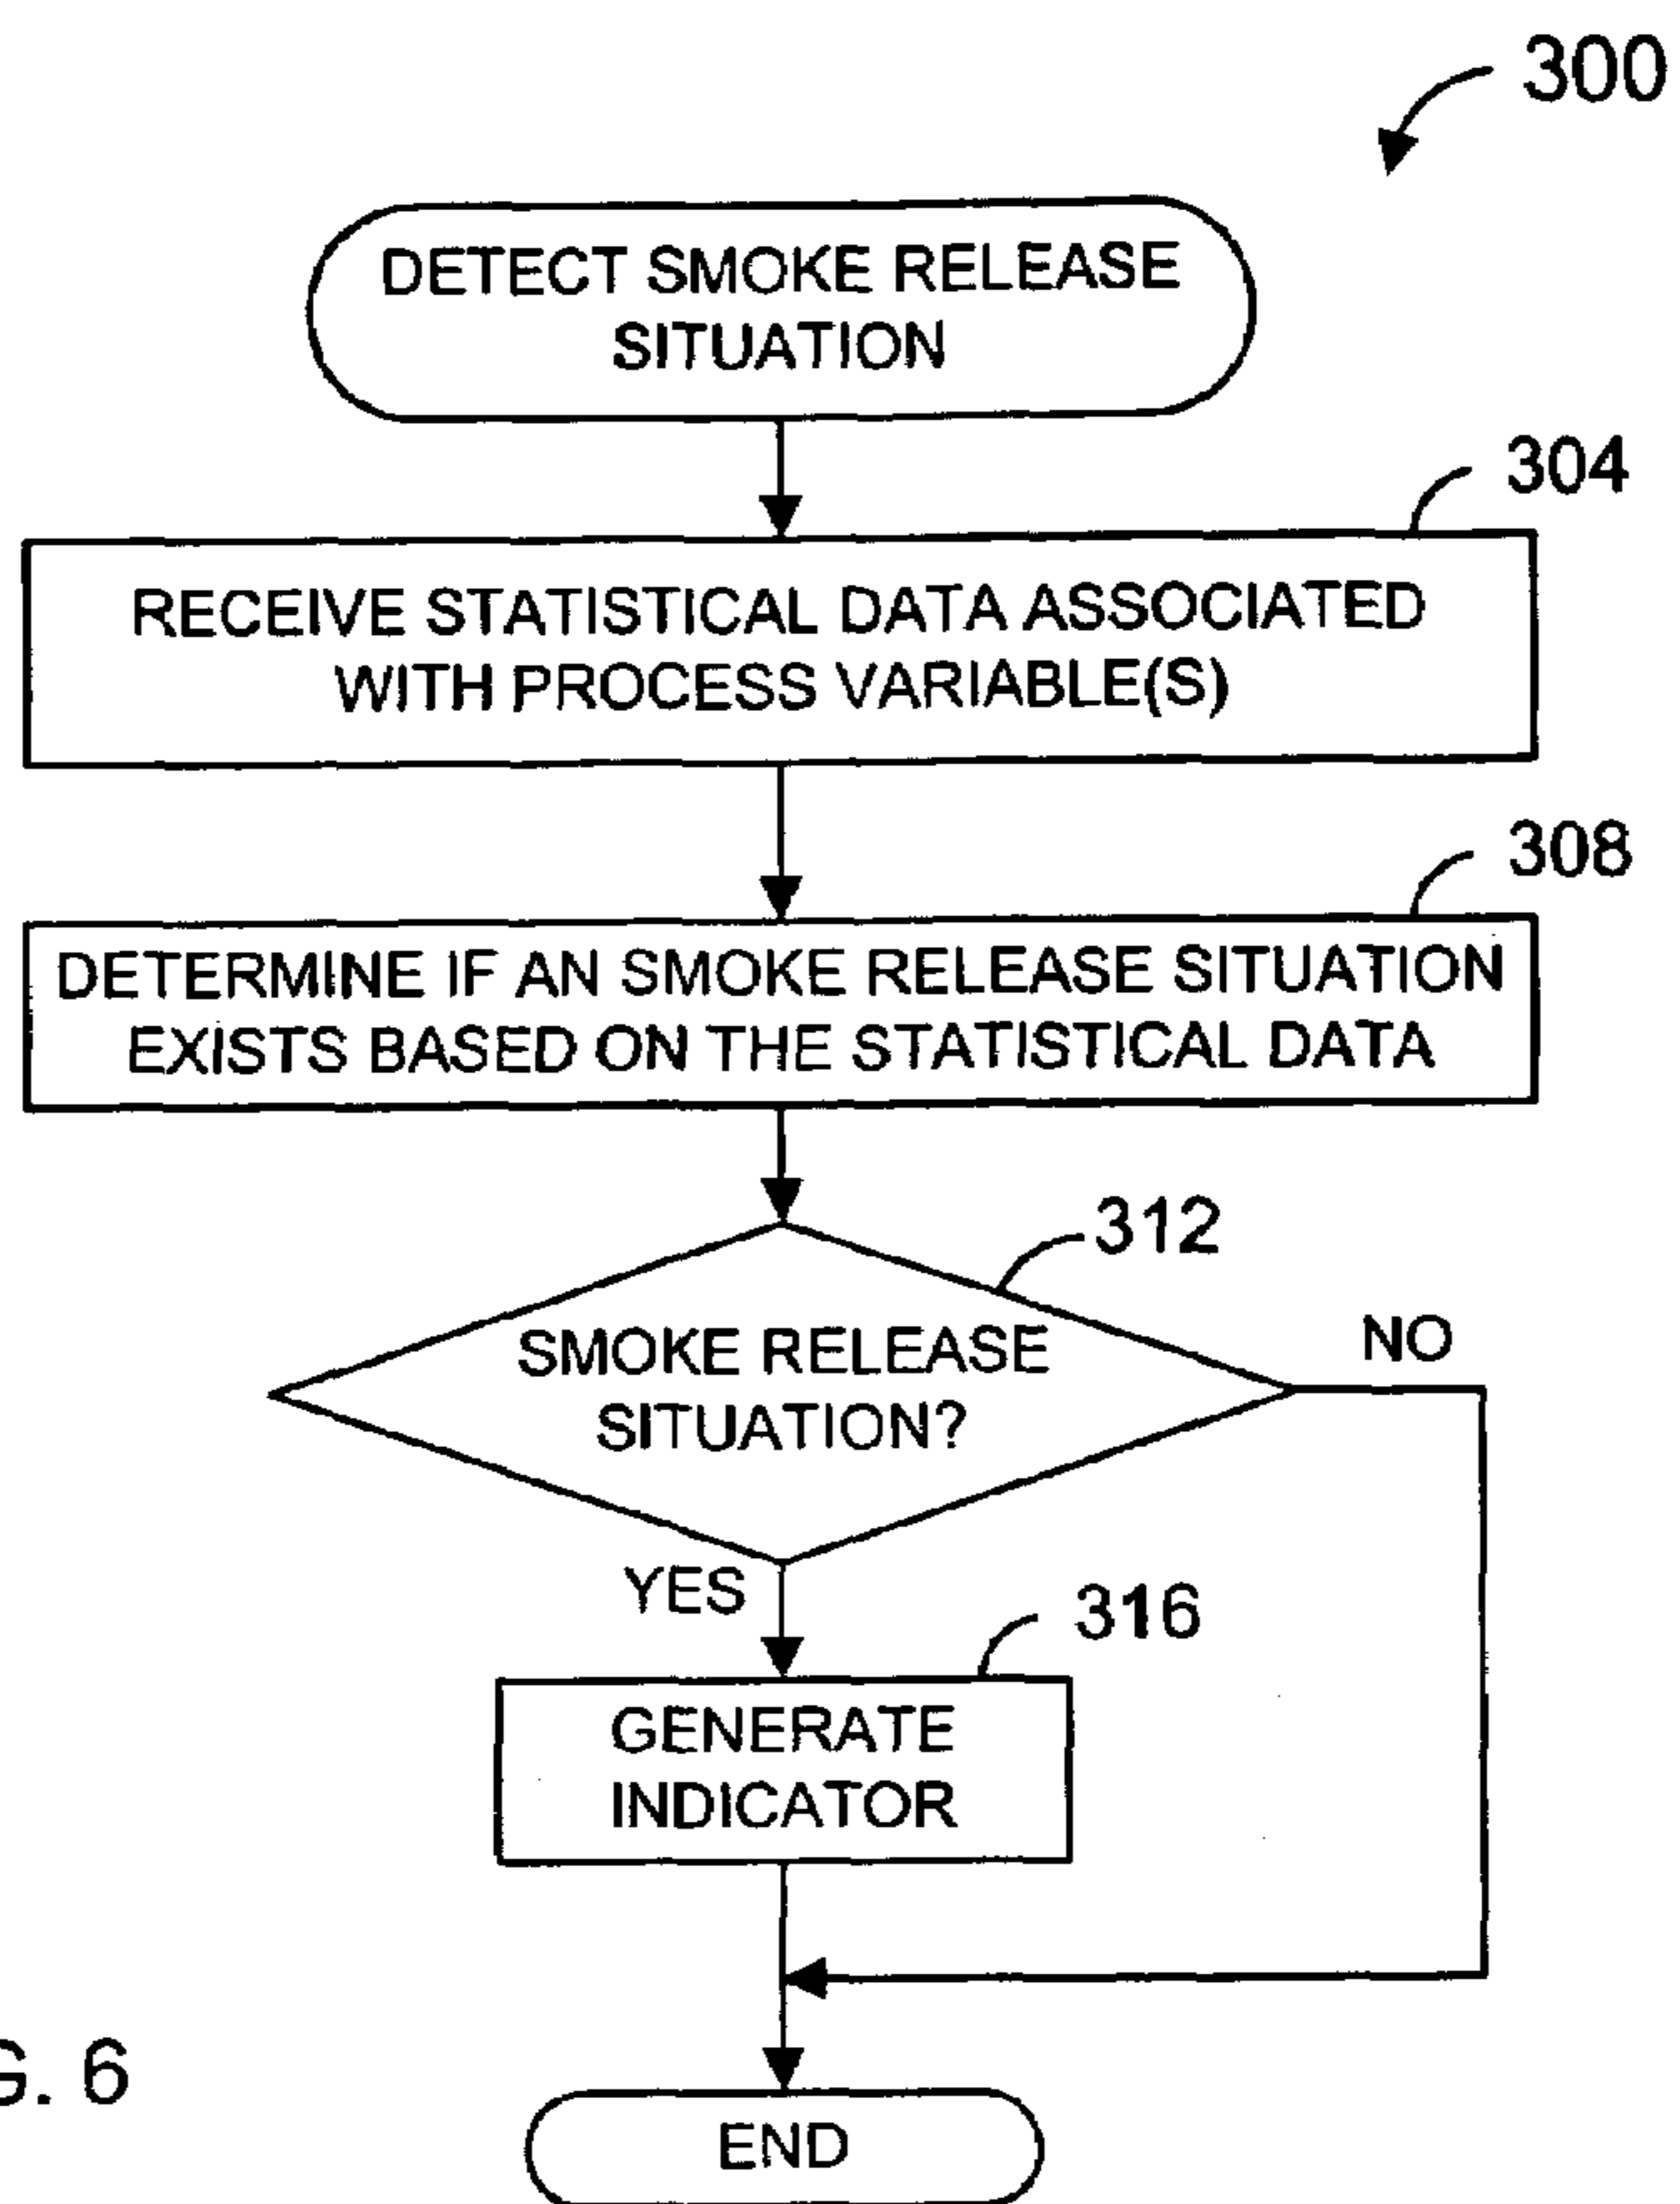 300
DETECT SMOKE RELEASE
SITUATION
304
RECEIVE STATISTICAL DATA ASSOCIATED
WITH PROCESS VARIABLE(S)
308
DETERMINE IF AN SMOKE RELEASE SITUATION
EXISTS BASED ON THE STATISTICAL DATA
312
SMOKE RELEASE
SITUATION?
NO
YES
316
GENERATE
INDICATOR
G. 6
END